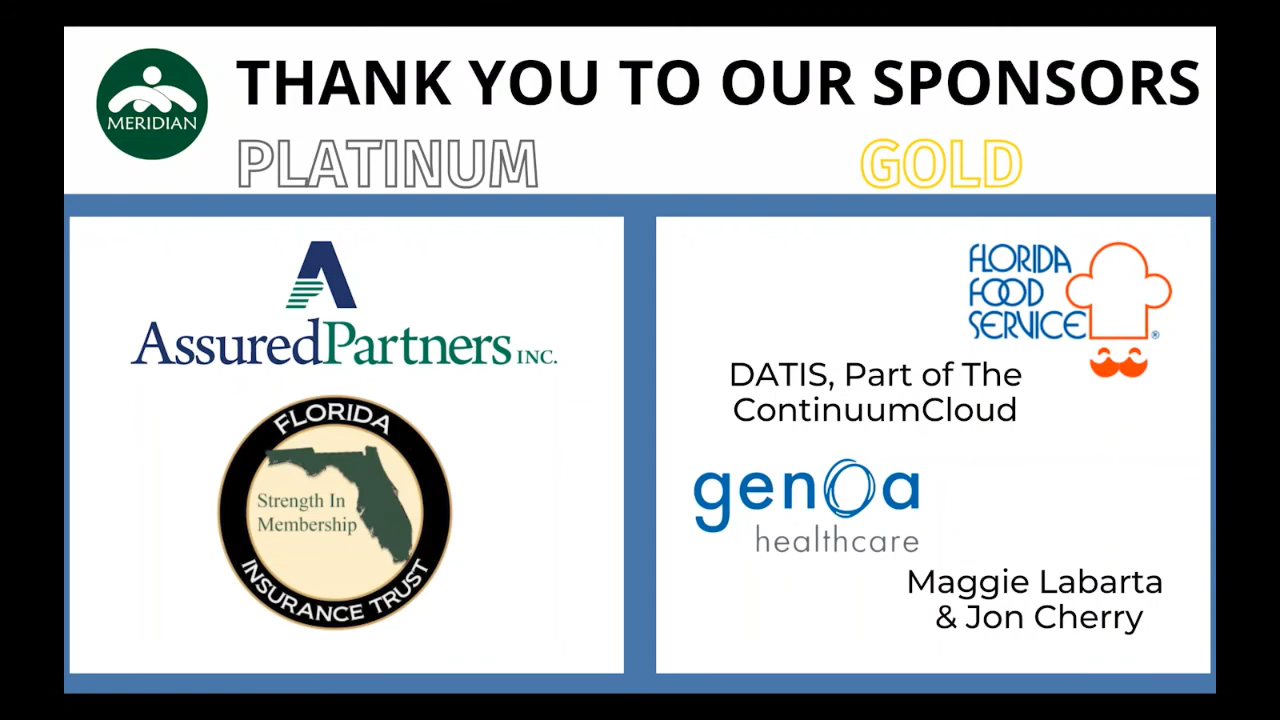 THANK YOU TO OUR SPONSORS
MERIDIAN
PLATINUM
GOLD
AssuredPartners INC.
FLORIDA
Strength In
Membership
INSURANCE TRUST
FLORIDA
FOOD
SERVICE®
DATIS, Part of The
ContinuumCloud
genoa
healthcare
Maggie Labarta
& Jon Cherry